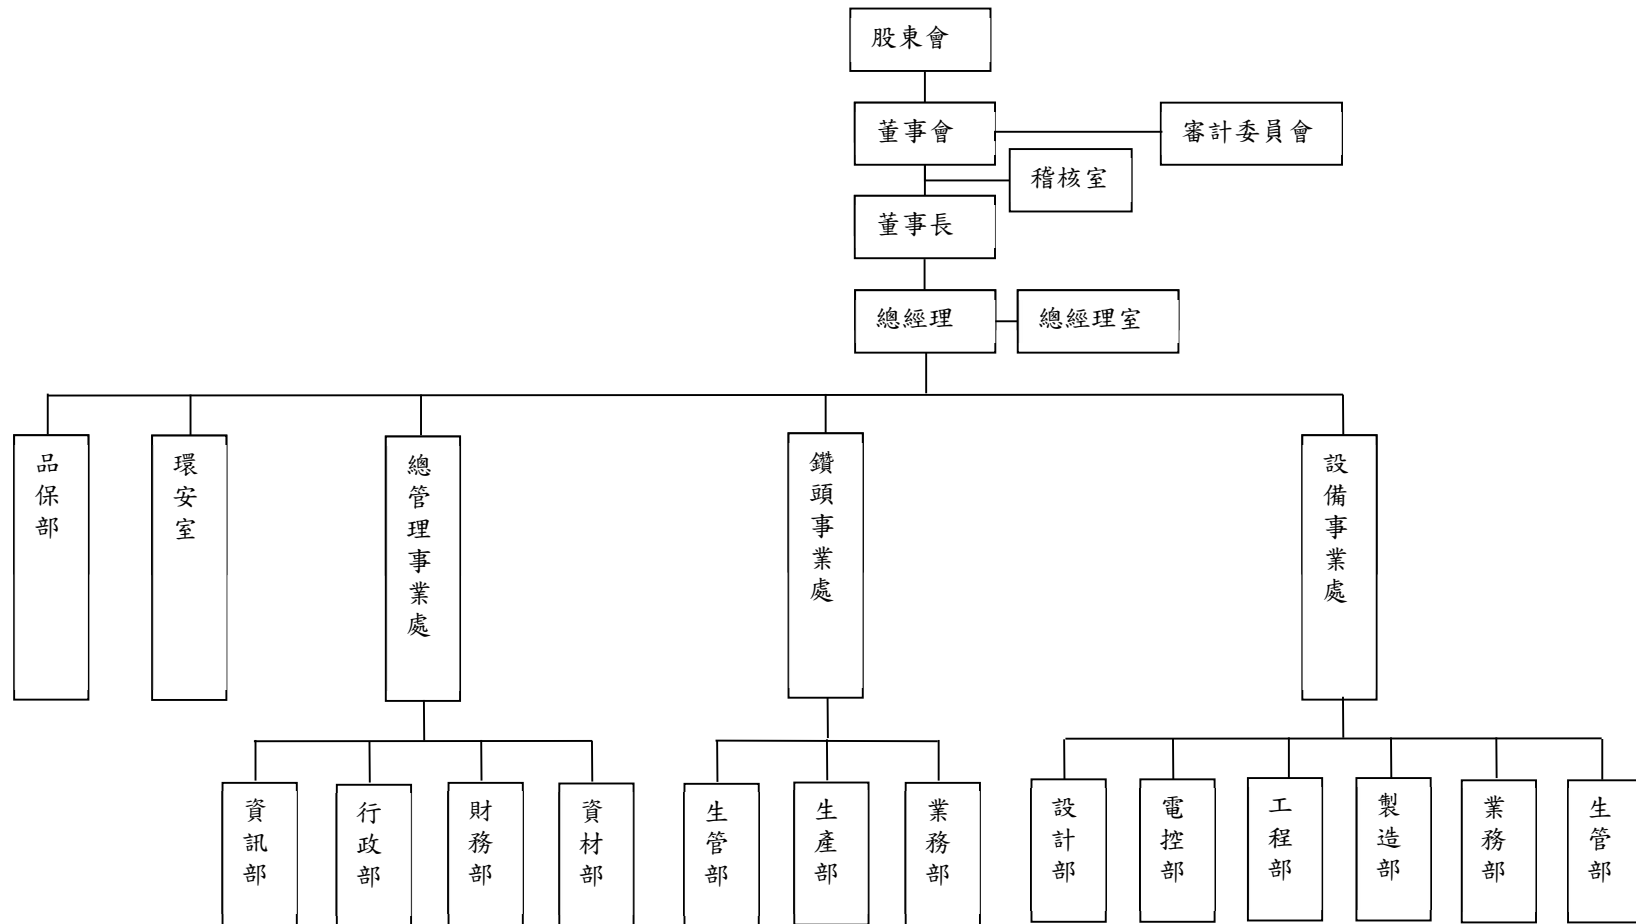 股東會
董事會
審計委員會
稽核室
董事長
總經理
總經理室
品保部
環安室
總管理事業處
鑽頭事業處
設備事業處
資訊部
行政部
財務部
資材部
生管部
生產部
業務部
設計部
電控部
工程部
製造部
業務部
生管部